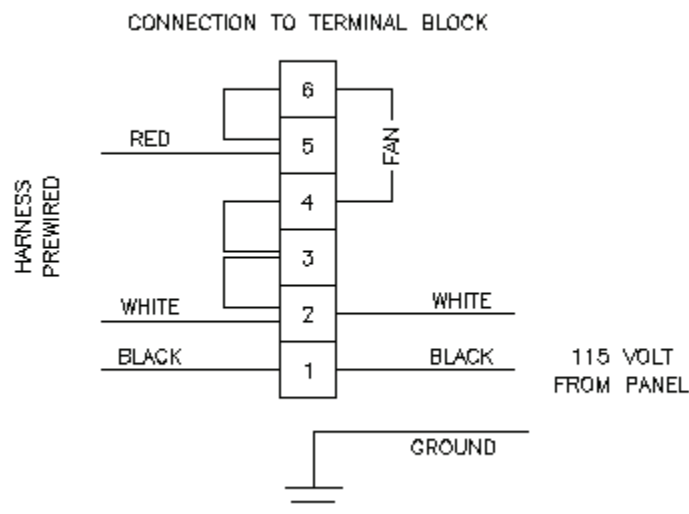 CONNECTION TO TERMINAL BLOCK
6
RED
5
FAN
4
HARNESS
PREWIRED
3
WHITE
2
WHITE
BLACK
1
BLACK
115 VOLT
FROM PANEL
GROUND